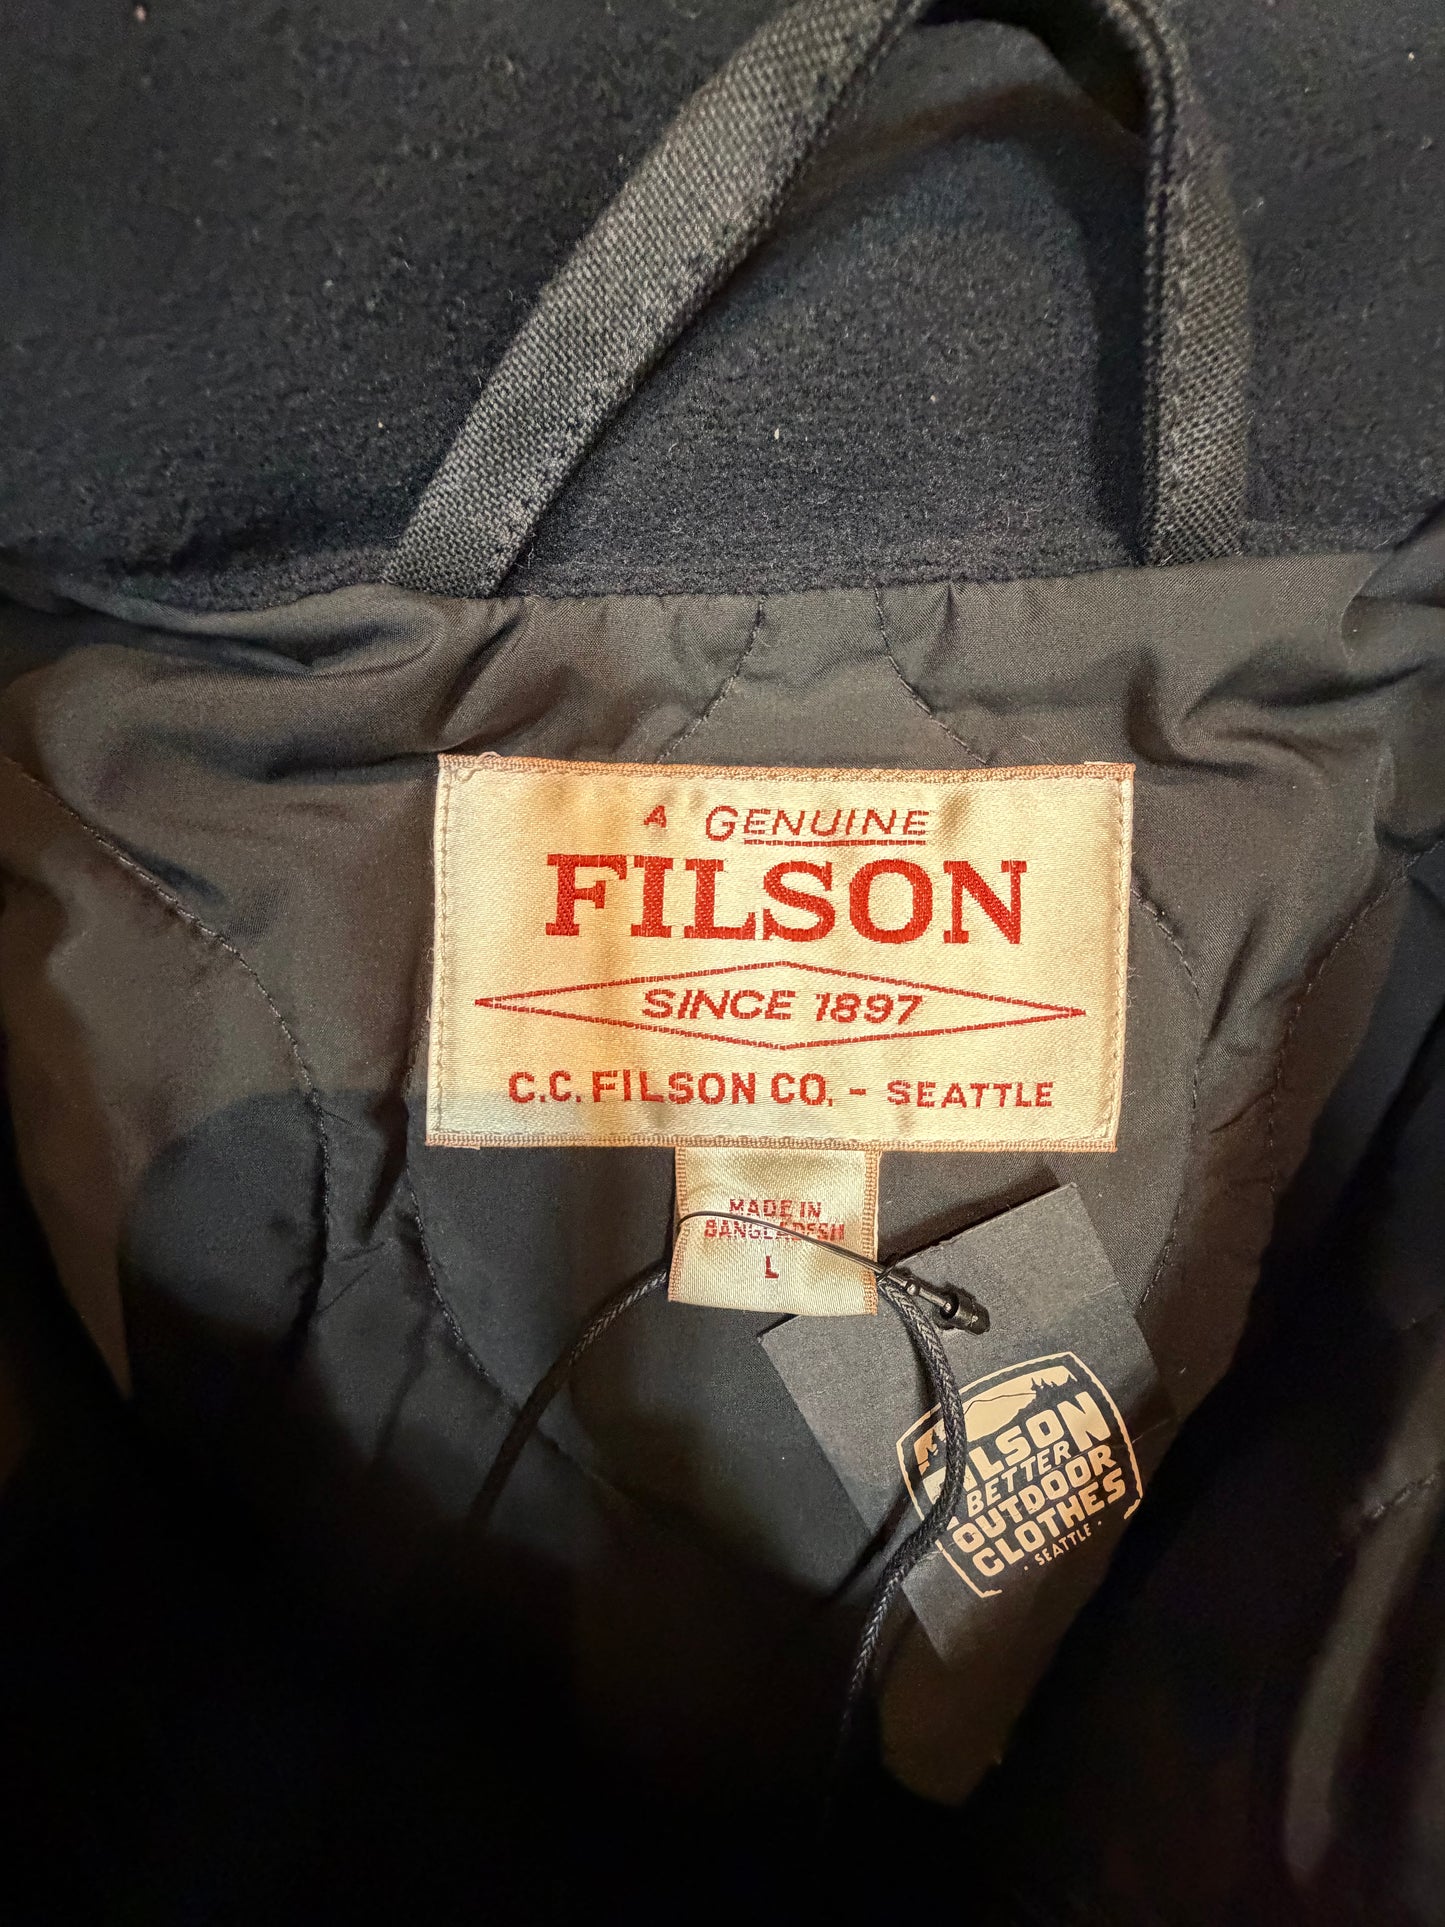 A GENUINE
FILSON
SINCE 1897
C.C. FILSON CO. - SEATTLE
MADE IN
BANGLADESH
L
FILSON
BETTER
OUTDOOR
CLOTHES
· SEATTLE ·